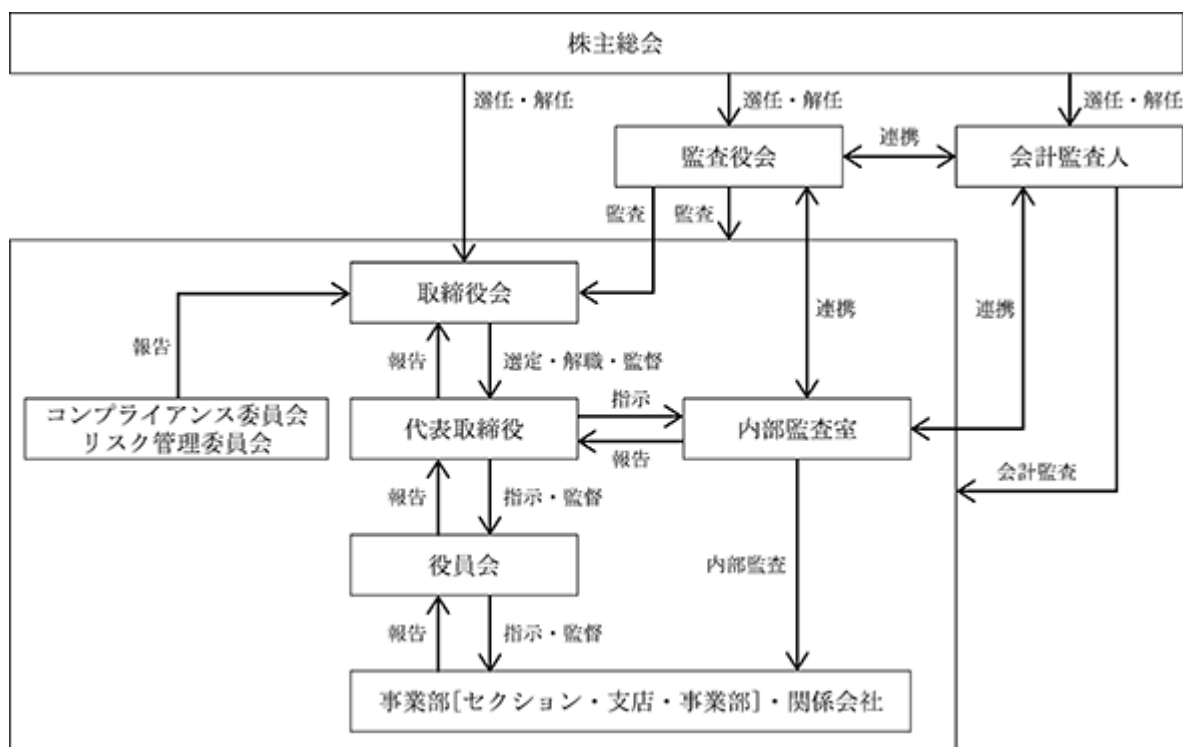 株主総会
選任・解任
選任・解任
選任・解任
監査役会
連携
会計監査人
監査
監査
取締役会
連携
連携
報告
報告
選定・解職・監督
コンプライアンス委員会
リスク管理委員会
代表取締役
指示
報告
内部監査室
会計監査
報告
指示・監督
役員会
内部監査
報告
指示・監督
事業部[セクション・支店・事業部]・関係会社